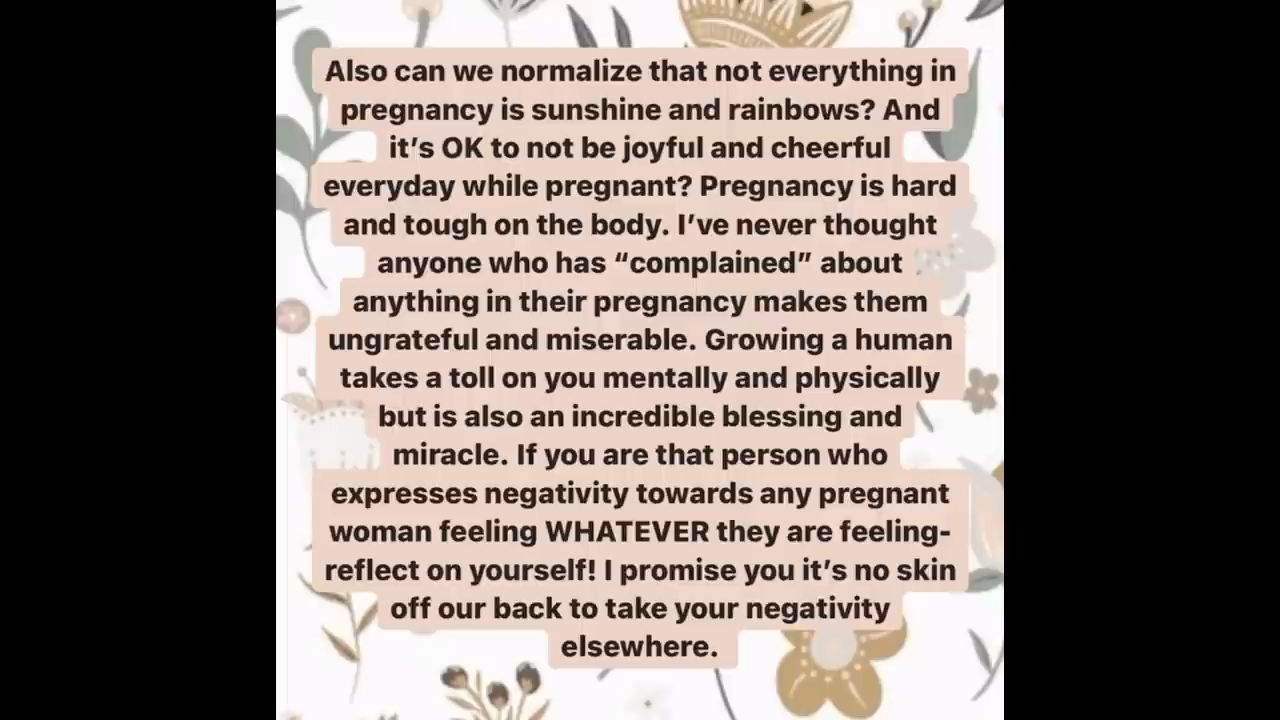 Also can we normalize that not everything in
pregnancy is sunshine and rainbows? And
it’s OK to not be joyful and cheerful
everyday while pregnant? Pregnancy is hard
and tough on the body. I’ve never thought
anyone who has “complained” about
anything in their pregnancy makes them
ungrateful and miserable. Growing a human
takes a toll on you mentally and physically
but is also an incredible blessing and
miracle. If you are that person who
expresses negativity towards any pregnant
woman feeling WHATEVER they are feeling-
reflect on yourself! I promise you it’s no skin
off our back to take your negativity
elsewhere.